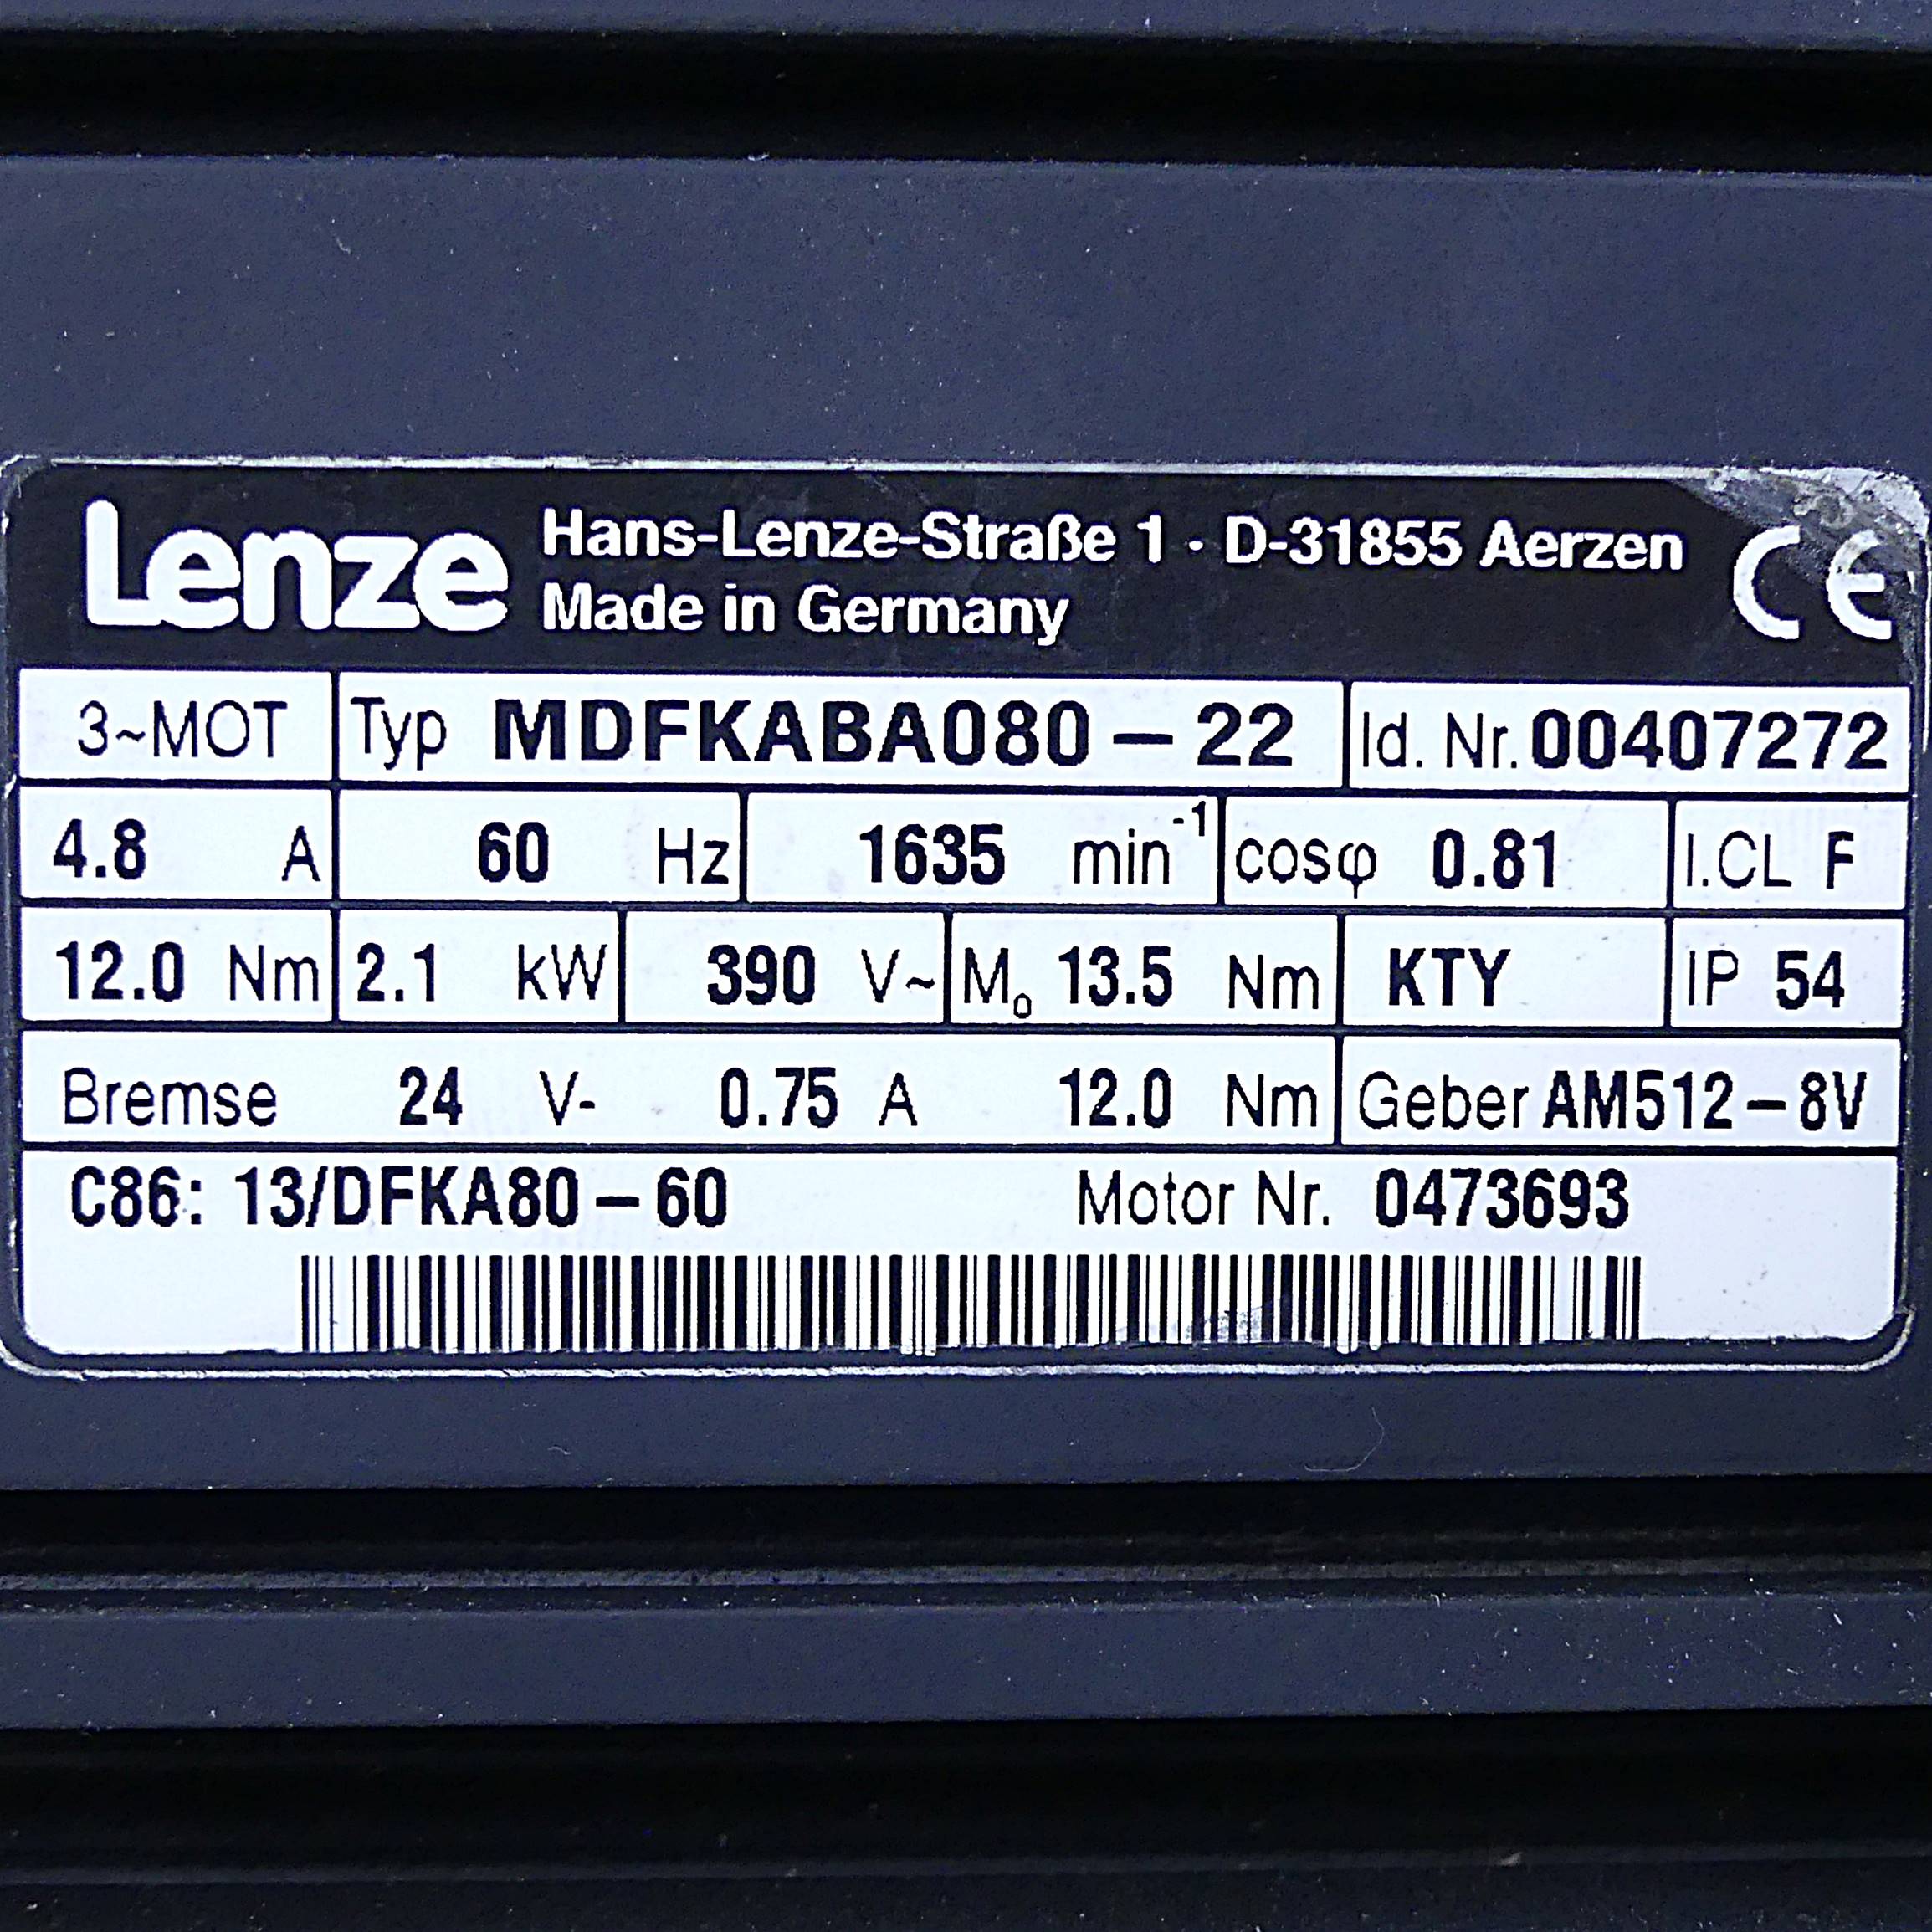 Lenze Hans-Lenze-Straße 1 · D-31855 Aerzen CE
Made in Germany
3~MOT Typ MDFKABA080-22 Id. Nr. 00407272
4.8 A 60 Hz 1635 min⁻¹ cosφ 0.81 I.CL F
12.0 Nm 2.1 kW 390 V~ M₀ 13.5 Nm KTY IP 54
Bremse 24 V- 0.75 A 12.0 Nm Geber AM512-8V
C86: 13/DFKA80-60 Motor Nr. 0473693